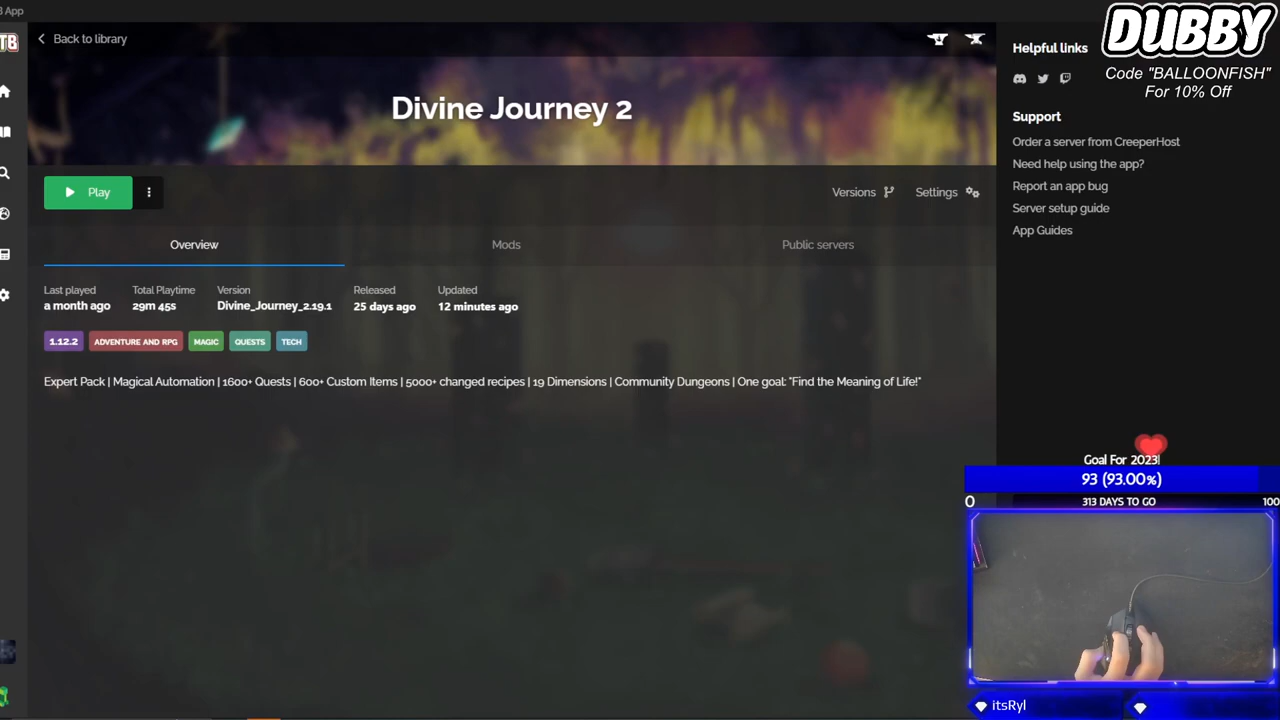 B App
TB
Back to library
Divine Journey 2
Play
Versions
Settings
Overview
Mods
Public servers
Last played
a month ago
Total Playtime
29m 45s
Version
Divine_Journey_2.19.1
Released
25 days ago
Updated
12 minutes ago
1.12.2
ADVENTURE AND RPG
MAGIC
QUESTS
TECH
Expert Pack | Magical Automation | 1600+ Quests | 600+ Custom Items | 5000+ changed recipes | 19 Dimensions | Community Dungeons | One goal: "Find the Meaning of Life!"
Helpful links
Support
Order a server from CreeperHost
Need help using the app?
Report an app bug
Server setup guide
App Guides
DUBBY
Code "BALLOONFISH"
For 10% Off
Goal For 2023
93 (93.00%)
0
313 DAYS TO GO
100
itsRyl